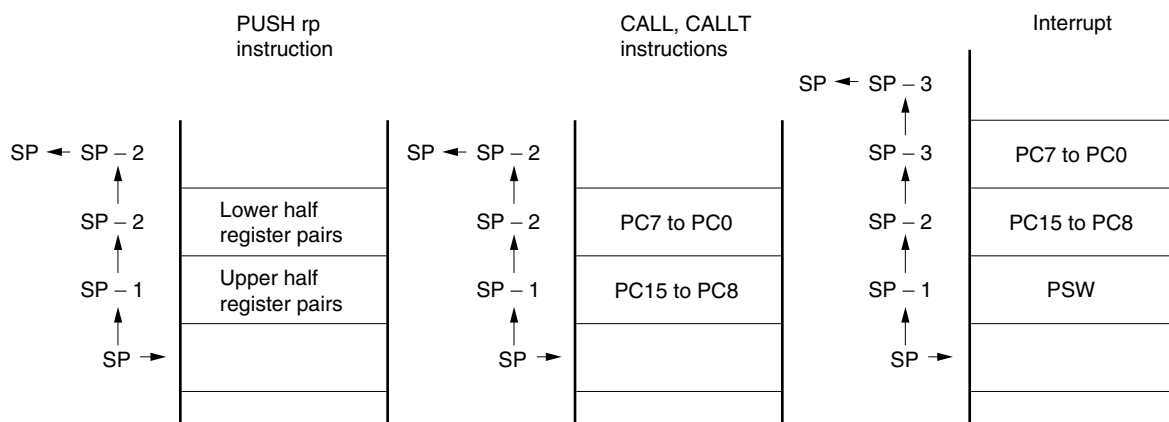 PUSH rp
instruction
SP
SP – 2
SP – 2
Lower half
register pairs
SP – 1
Upper half
register pairs
SP
CALL, CALLT
instructions
SP
SP – 2
SP – 2
PC7 to PC0
SP – 1
PC15 to PC8
SP
Interrupt
SP
SP – 3
SP – 3
PC7 to PC0
SP – 2
PC15 to PC8
SP – 1
PSW
SP